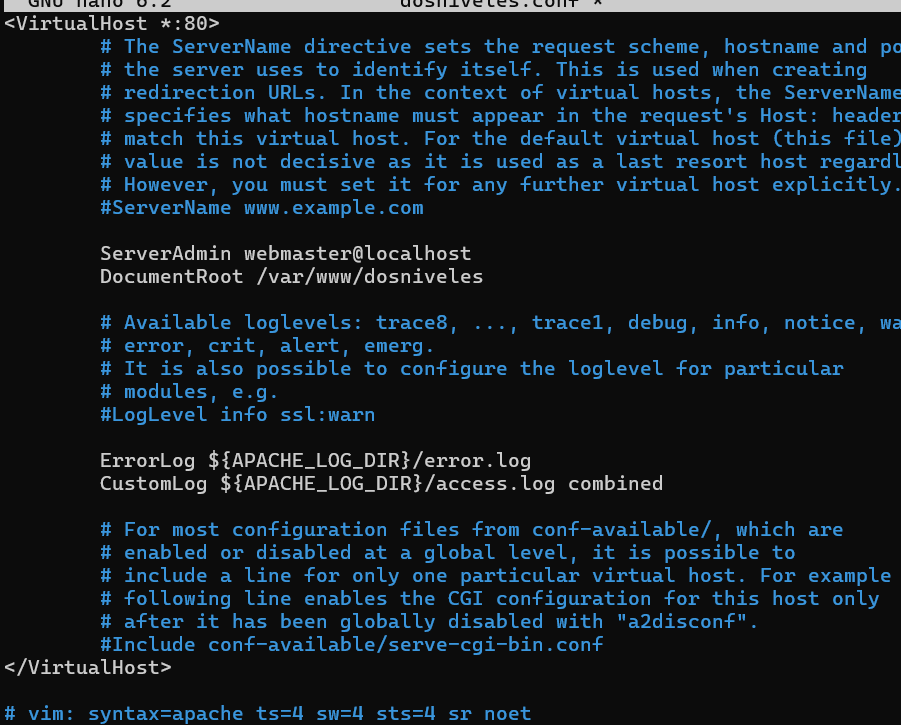 GNU nano 6.2 dosniveles.conf *
<VirtualHost *:80>
# The ServerName directive sets the request scheme, hostname and
# the server uses to identify itself. This is used when creating
# redirection URLs. In the context of virtual hosts, the ServerName
# specifies what hostname must appear in the request's Host: header
# match this virtual host. For the default virtual host (this file)
# value is not decisive as it is used as a last resort host
# However, you must set it for any further virtual host explicitly.
#ServerName www.example.com
ServerAdmin webmaster@localhost
DocumentRoot /var/www/dosniveles
# Available loglevels: trace8, ..., trace1, debug, info, notice,
# error, crit, alert, emerg.
# It is also possible to configure the loglevel for particular
# modules, e.g.
#LogLevel info ssl:warn
ErrorLog ${APACHE_LOG_DIR}/error.log
CustomLog ${APACHE_LOG_DIR}/access.log combined
# For most configuration files from conf-available/, which are
# enabled or disabled at a global level, it is possible to
# include a line for only one particular virtual host. For example
# following line enables the CGI configuration for this host only
# after it has been globally disabled with "a2disconf".
#Include conf-available/serve-cgi-bin.conf
</VirtualHost>
# vim: syntax=apache ts=4 sw=4 sts=4 sr noet